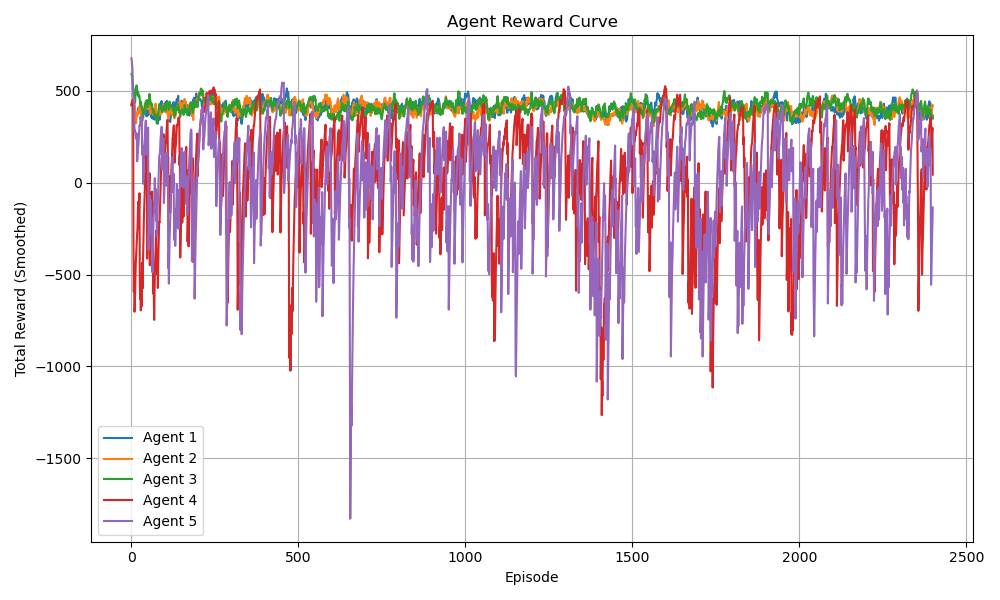 Agent Reward Curve
Total Reward (Smoothed)
500
0
−500
−1000
−1500
Agent 1
Agent 2
Agent 3
Agent 4
Agent 5
0
500
1000
1500
2000
2500
Episode